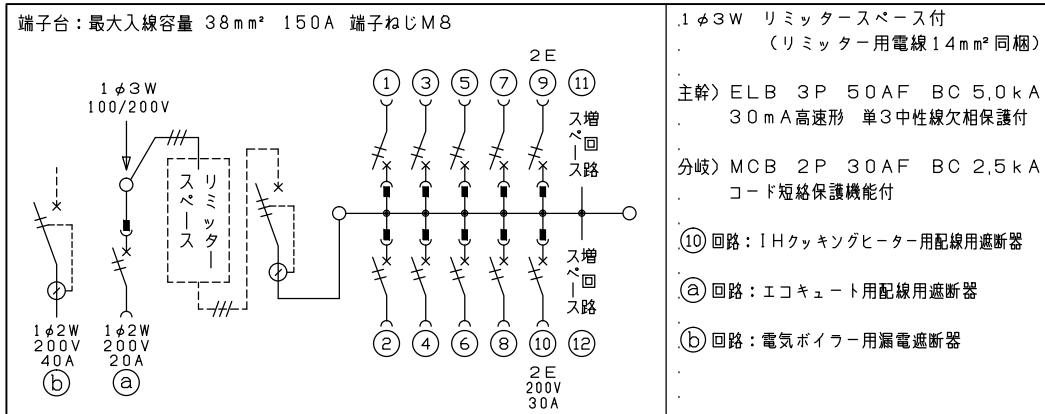 端子台：最大入線容量 38mm² 150A 端子ねじM8
1φ3W
100/200V
リミッター
スペース
1φ2W
200V
40A
ⓑ
1φ2W
200V
20A
ⓐ
2E
① ③ ⑤ ⑦ ⑨ ⑪
増回路
スペース
増回路
スペース
② ④ ⑥ ⑧ ⑩ ⑫
2E
200V
30A
1φ3W リミッタースペース付
（リミッター用電線14mm²同梱）
主幹）ELB 3P 50AF BC 5,0kA
30mA高速形 単3中性線欠相保護付
分岐）MCB 2P 30AF BC 2,5kA
コード短絡保護機能付
⑩回路：IHクッキングヒーター用配線用遮断器
ⓐ回路：エコキュート用配線用遮断器
ⓑ回路：電気ボイラー用漏電遮断器